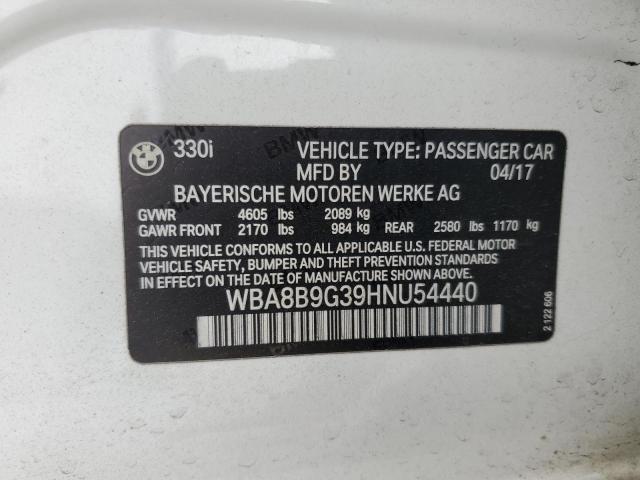 BMW 330i VEHICLE TYPE: PASSENGER CAR
MFD BY 04/17
BAYERISCHE MOTOREN WERKE AG
GVWR 4605 lbs 2089 kg
GAWR FRONT 2170 lbs 984 kg REAR 2580 lbs 1170 kg
THIS VEHICLE CONFORMS TO ALL APPLICABLE U.S. FEDERAL MOTOR
VEHICLE SAFETY, BUMPER AND THEFT PREVENTION STANDARDS
IN EFFECT ON THE DATE OF MANUFACTURE SHOWN ABOVE.
WBA8B9G39HNU54440
2 122 606